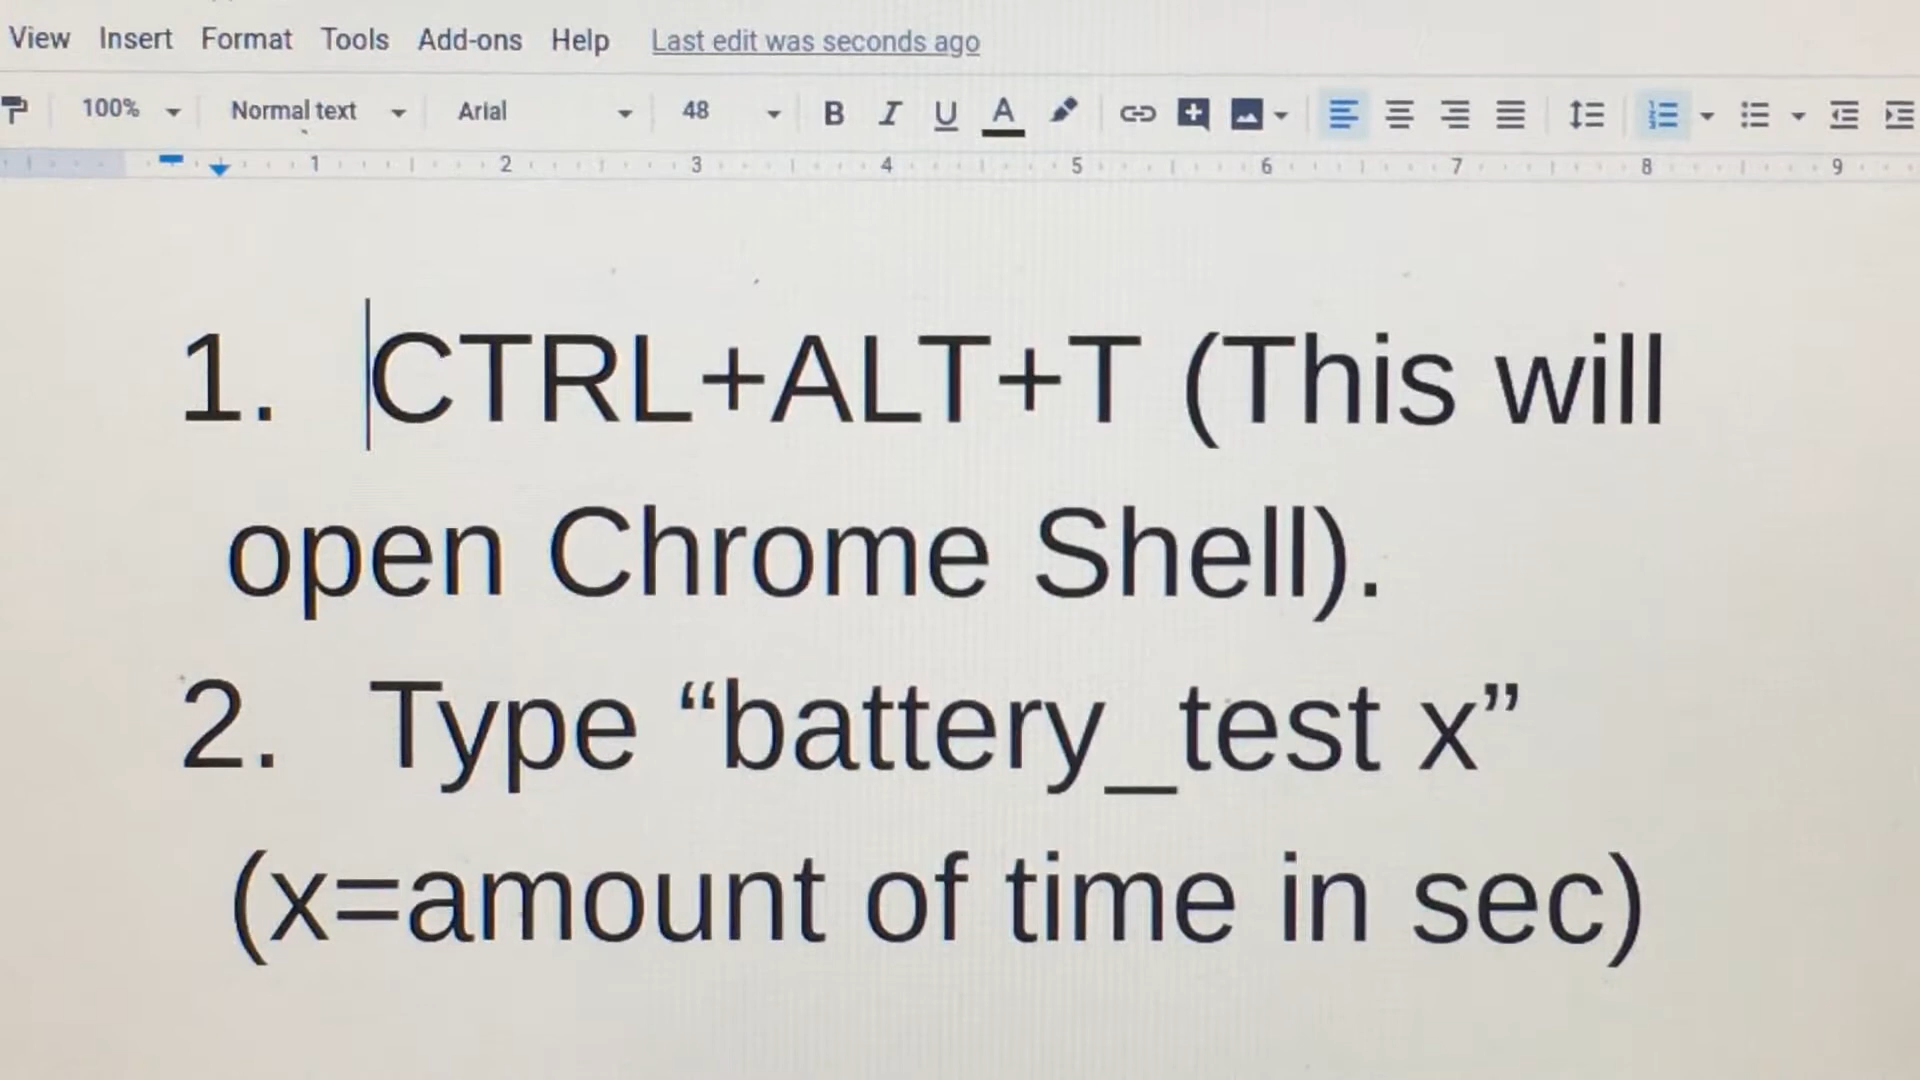 View Insert Format Tools Add-ons Help Last edit was seconds ago
100% Normal text Arial 48 B I U A
1 2 3 4 5 6 7 8 9
1. CTRL+ALT+T (This will
open Chrome Shell).
2. Type “battery_test x”
(x=amount of time in sec)